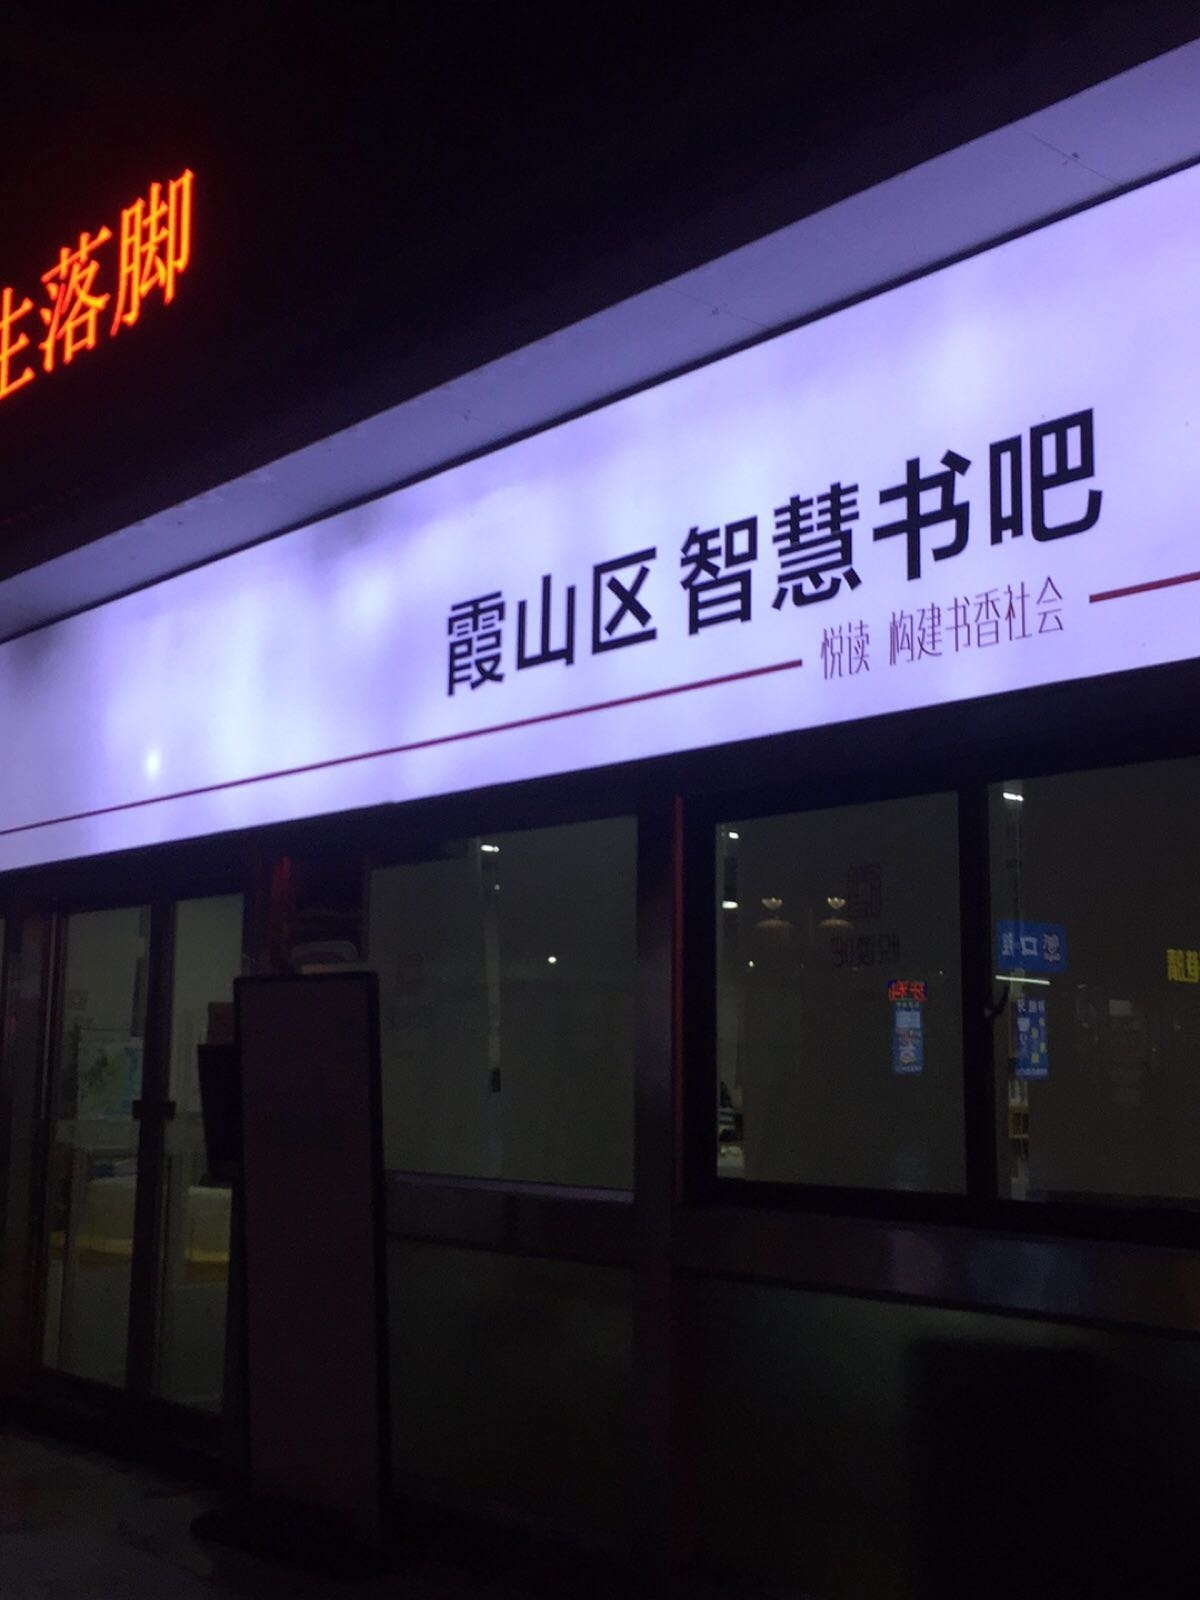 生落脚
霞山区智慧书吧
悦读 构建书香社会